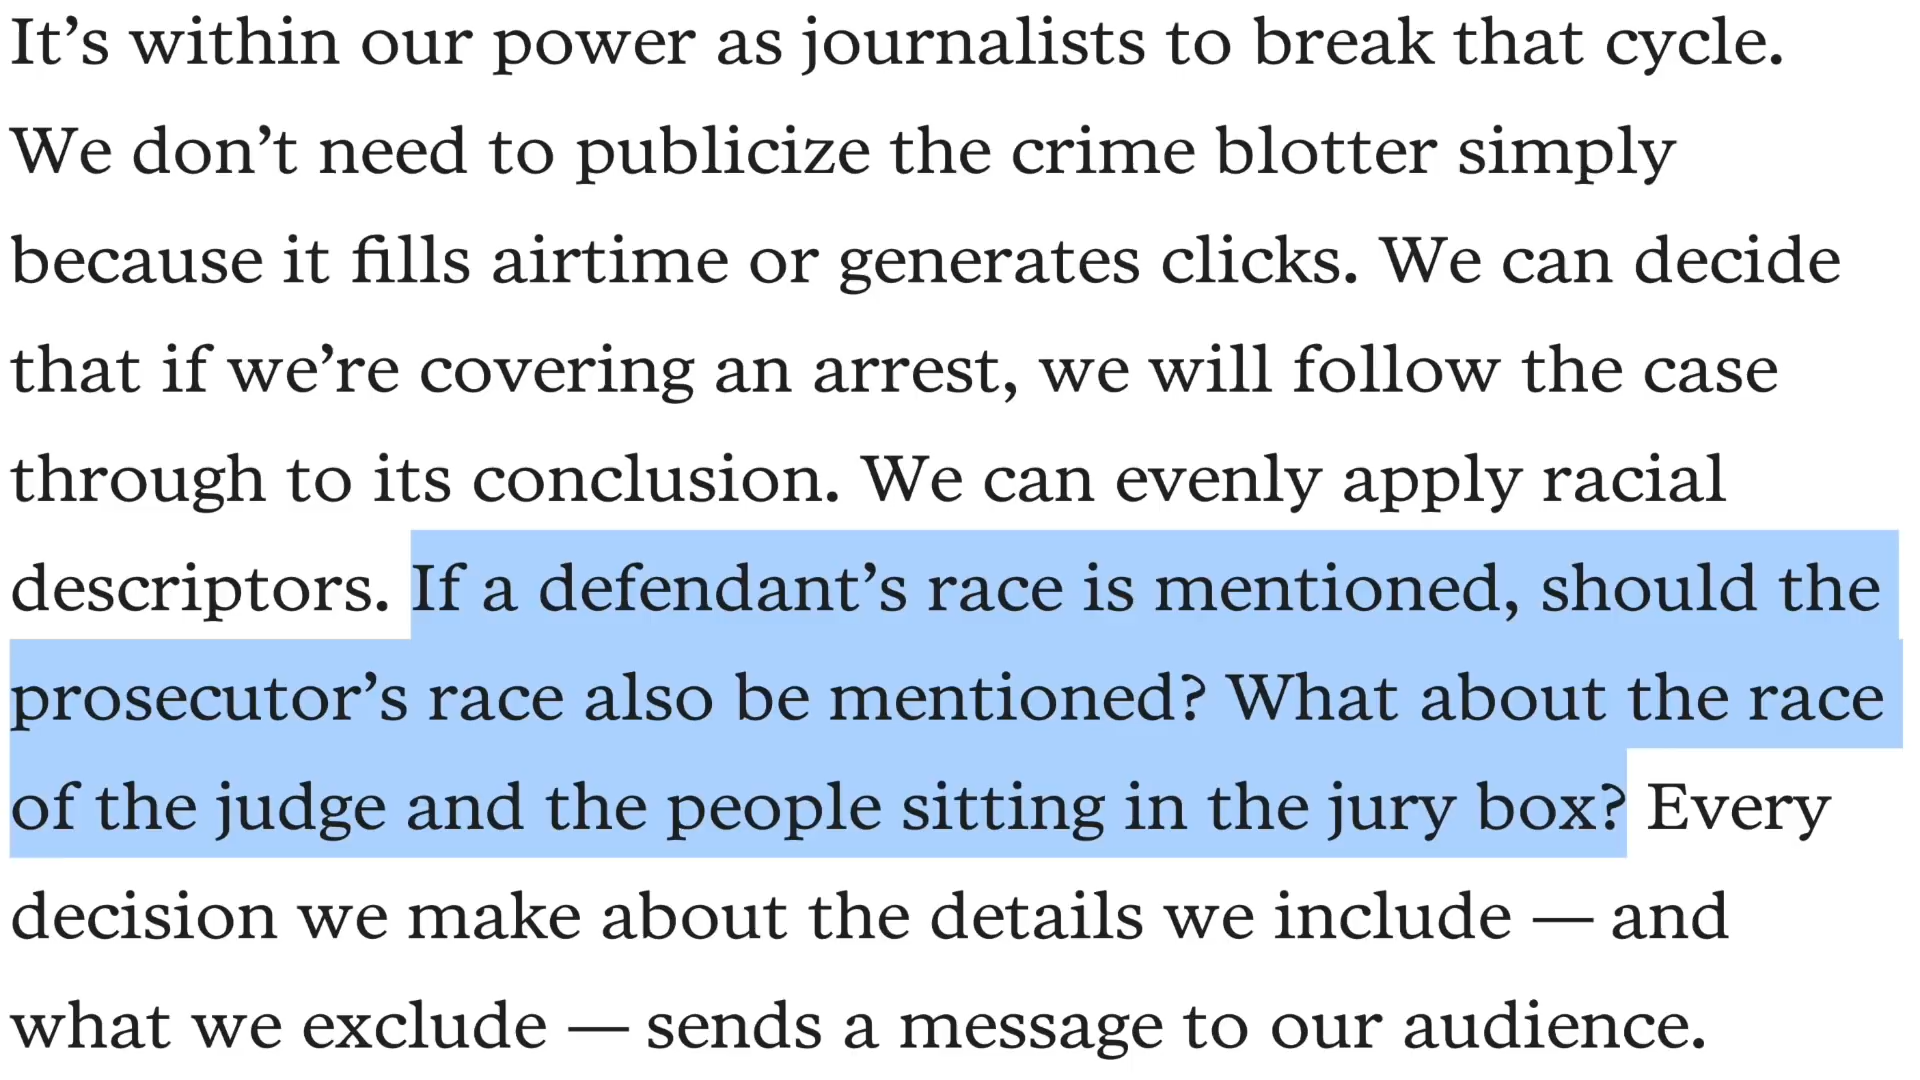 It’s within our power as journalists to break that cycle.
We don’t need to publicize the crime blotter simply
because it fills airtime or generates clicks. We can decide
that if we’re covering an arrest, we will follow the case
through to its conclusion. We can evenly apply racial
descriptors. If a defendant’s race is mentioned, should the
prosecutor’s race also be mentioned? What about the race
of the judge and the people sitting in the jury box? Every
decision we make about the details we include — and
what we exclude — sends a message to our audience.